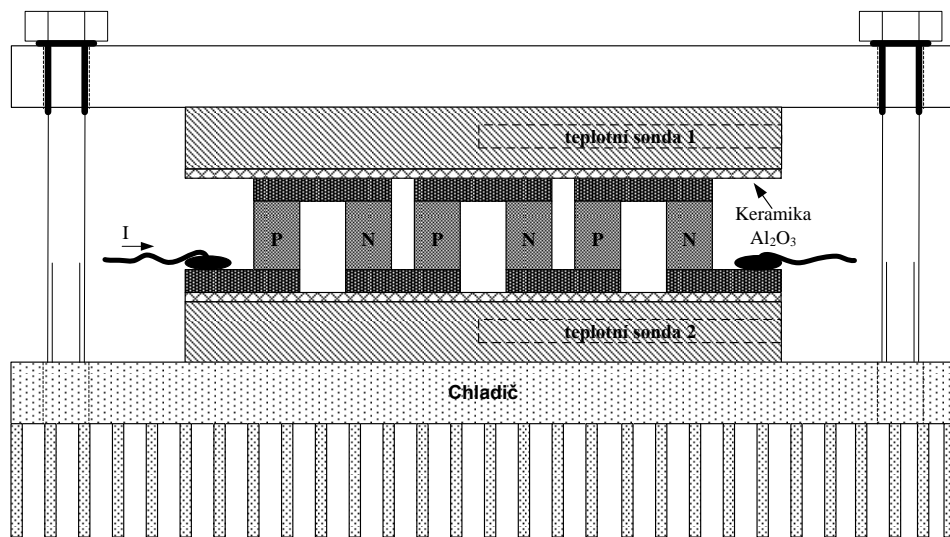 teplotní sonda 1
Keramika
Al₂O₃
I
P N P N P N
teplotní sonda 2
Chladič